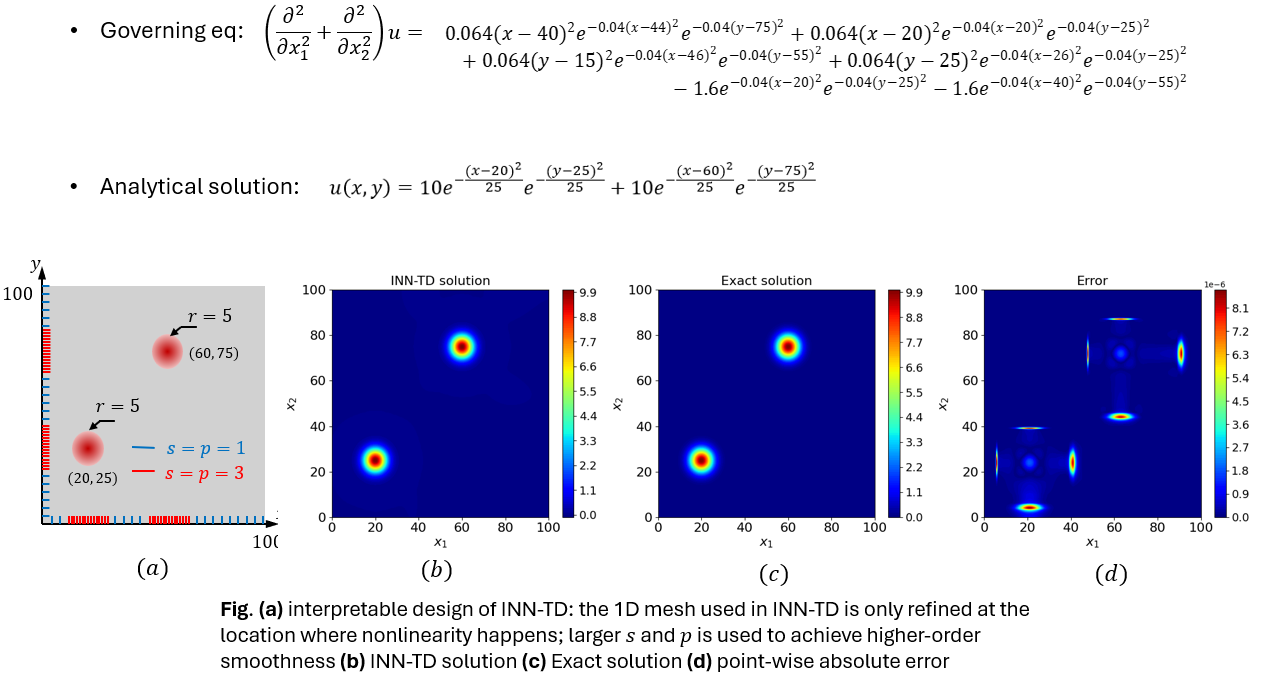 • Governing eq: (∂²/∂x₁² + ∂²/∂x₂²) u = 0.064(x − 40)²e^{−0.04(x−44)²}e^{−0.04(y−75)²} + 0.064(x − 20)²e^{−0.04(x−20)²}e^{−0.04(y−25)²}
+ 0.064(y − 15)²e^{−0.04(x−46)²}e^{−0.04(y−55)²} + 0.064(y − 25)²e^{−0.04(x−26)²}e^{−0.04(y−25)²}
− 1.6e^{−0.04(x−20)²}e^{−0.04(y−25)²} − 1.6e^{−0.04(x−40)²}e^{−0.04(y−55)²}
• Analytical solution: u(x, y) = 10e^{−(x−20)²/25}e^{−(y−25)²/25} + 10e^{−(x−60)²/25}e^{−(y−75)²/25}
y
100
r = 5
(60, 75)
r = 5
(20, 25)
s = p = 1
s = p = 3
(a)
INN-TD solution
100
80
60
40
20
0
x₂
0 20 40 60 80 100
x₁
9.9
8.8
7.7
6.6
5.5
4.4
3.3
2.2
1.1
0.0
(b)
Exact solution
100
80
60
40
20
0
x₂
0 20 40 60 80 100
x₁
9.9
8.8
7.7
6.6
5.5
4.4
3.3
2.2
1.1
0.0
(c)
Error
100
80
60
40
20
0
x₂
0 20 40 60 80 100
x₁
1e−6
8.1
7.2
6.3
5.4
4.5
3.6
2.7
1.8
0.9
0.0
(d)
Fig. (a) interpretable design of INN-TD: the 1D mesh used in INN-TD is only refined at the
location where nonlinearity happens; larger s and p is used to achieve higher-order
smoothness (b) INN-TD solution (c) Exact solution (d) point-wise absolute error